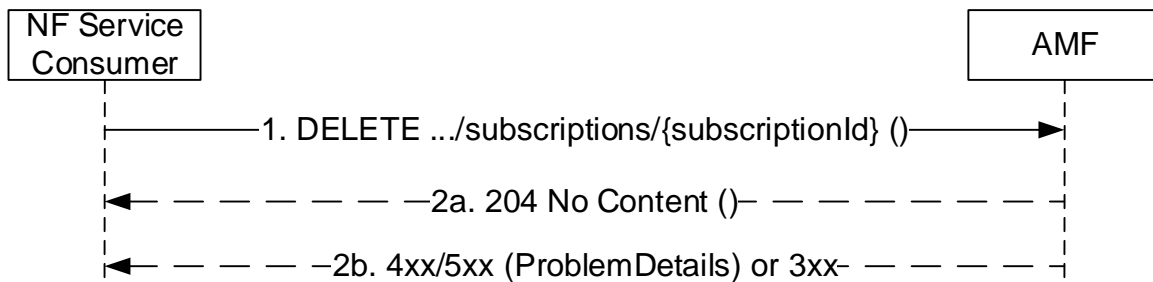 NF Service
Consumer
AMF
1. DELETE .../subscriptions/{subscriptionId} ()
2a. 204 No Content ()
2b. 4xx/5xx (ProblemDetails) or 3xx